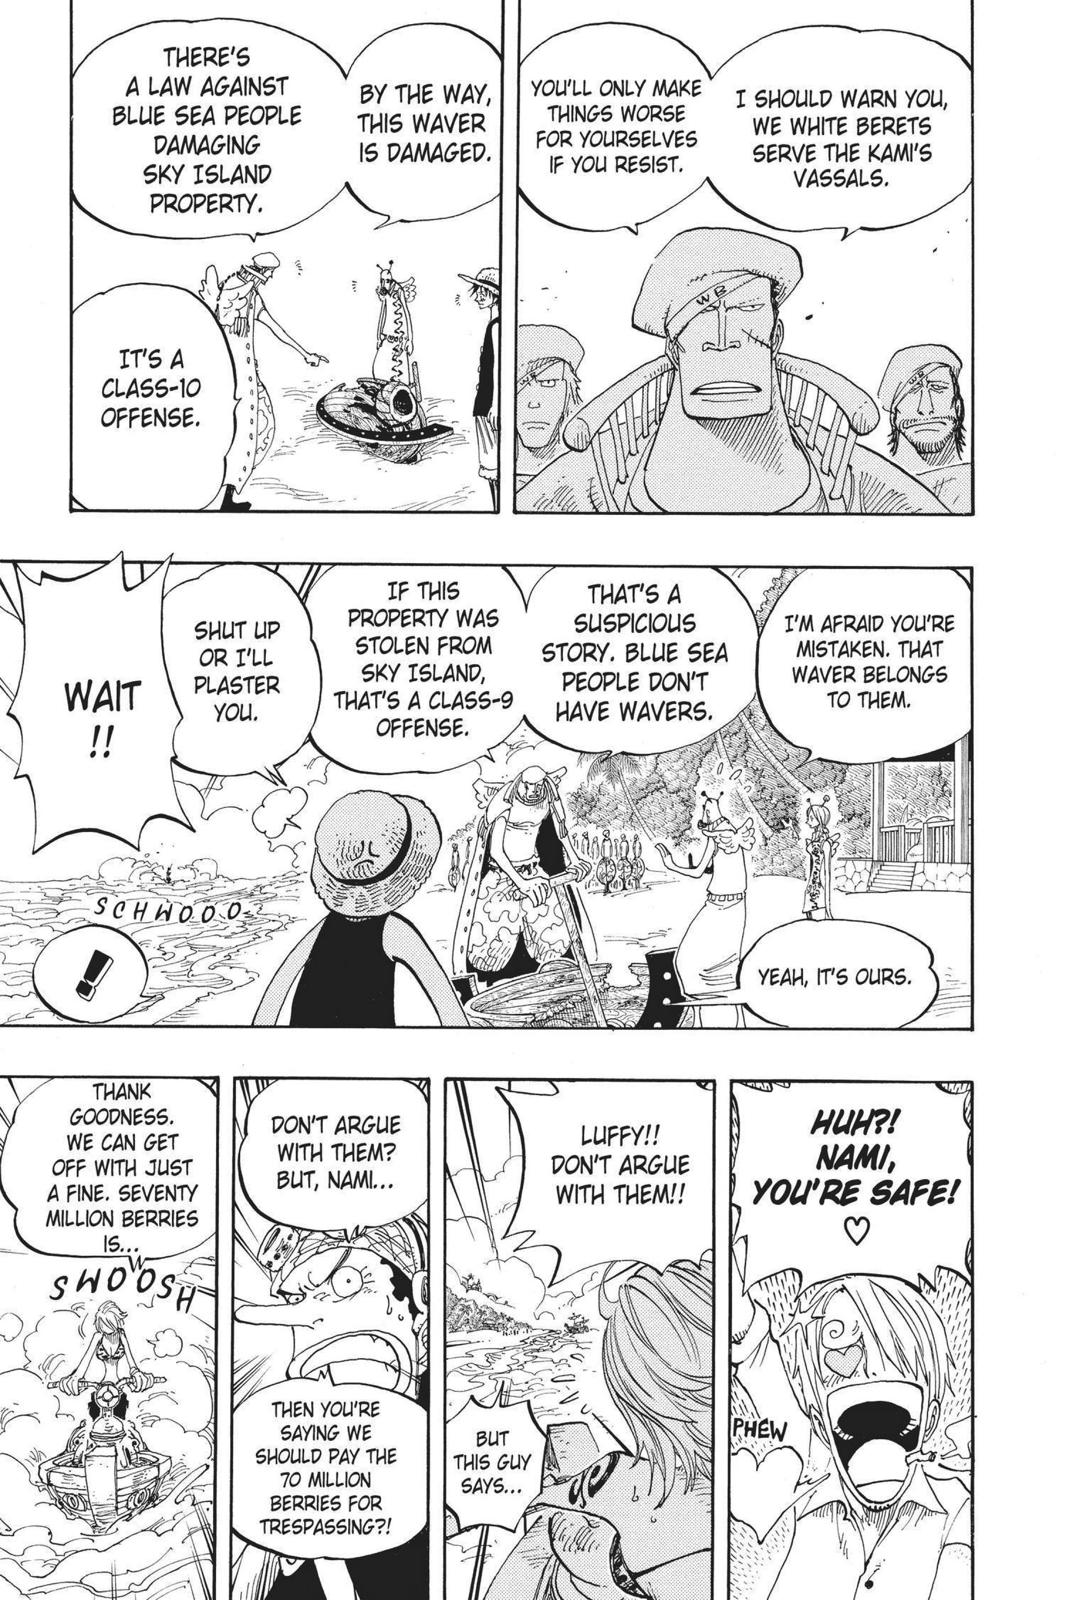 I SHOULD WARN YOU,
WE WHITE BERETS
SERVE THE KAMI'S
VASSALS.
YOU'LL ONLY MAKE
THINGS WORSE
FOR YOURSELVES
IF YOU RESIST.
WB
WB
WB
BY THE WAY,
THIS WAVER
IS DAMAGED.
THERE'S
A LAW AGAINST
BLUE SEA PEOPLE
DAMAGING
SKY ISLAND
PROPERTY.
IT'S A
CLASS-10
OFFENSE.
I'M AFRAID YOU'RE
MISTAKEN. THAT
WAVER BELONGS
TO THEM.
YEAH, IT'S OURS.
THAT'S A
SUSPICIOUS
STORY. BLUE SEA
PEOPLE DON'T
HAVE WAVERS.
IF THIS
PROPERTY WAS
STOLEN FROM
SKY ISLAND,
THAT'S A CLASS-9
OFFENSE.
SHUT UP
OR I'LL
PLASTER
YOU.
WAIT
!!
SCHWOOO
!
HUH?!
NAMI,
YOU'RE SAFE!
♡
PHEW
LUFFY!!
DON'T ARGUE
WITH THEM!!
BUT
THIS GUY
SAYS...
DON'T ARGUE
WITH THEM?
BUT, NAMI...
THEN YOU'RE
SAYING WE
SHOULD PAY THE
70 MILLION
BERRIES FOR
TRESPASSING?!
THANK
GOODNESS.
WE CAN GET
OFF WITH JUST
A FINE. SEVENTY
MILLION BERRIES
IS...
SWOOMSH